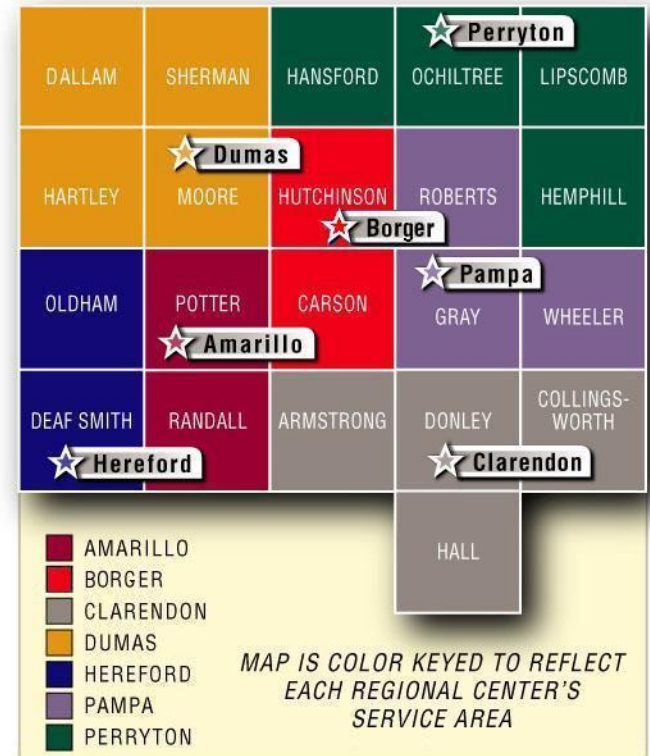 Perryton
DALLAM
SHERMAN
HANSFORD
OCHILTREE
LIPSCOMB
Dumas
HARTLEY
MOORE
HUTCHINSON
ROBERTS
HEMPHILL
Borger
OLDHAM
POTTER
CARSON
Pampa
GRAY
WHEELER
Amarillo
DEAF SMITH
RANDALL
ARMSTRONG
DONLEY
COLLINGS-
WORTH
Hereford
Clarendon
HALL
AMARILLO
BORGER
CLARENDON
DUMAS
HEREFORD
PAMPA
PERRYTON
MAP IS COLOR KEYED TO REFLECT
EACH REGIONAL CENTER'S
SERVICE AREA